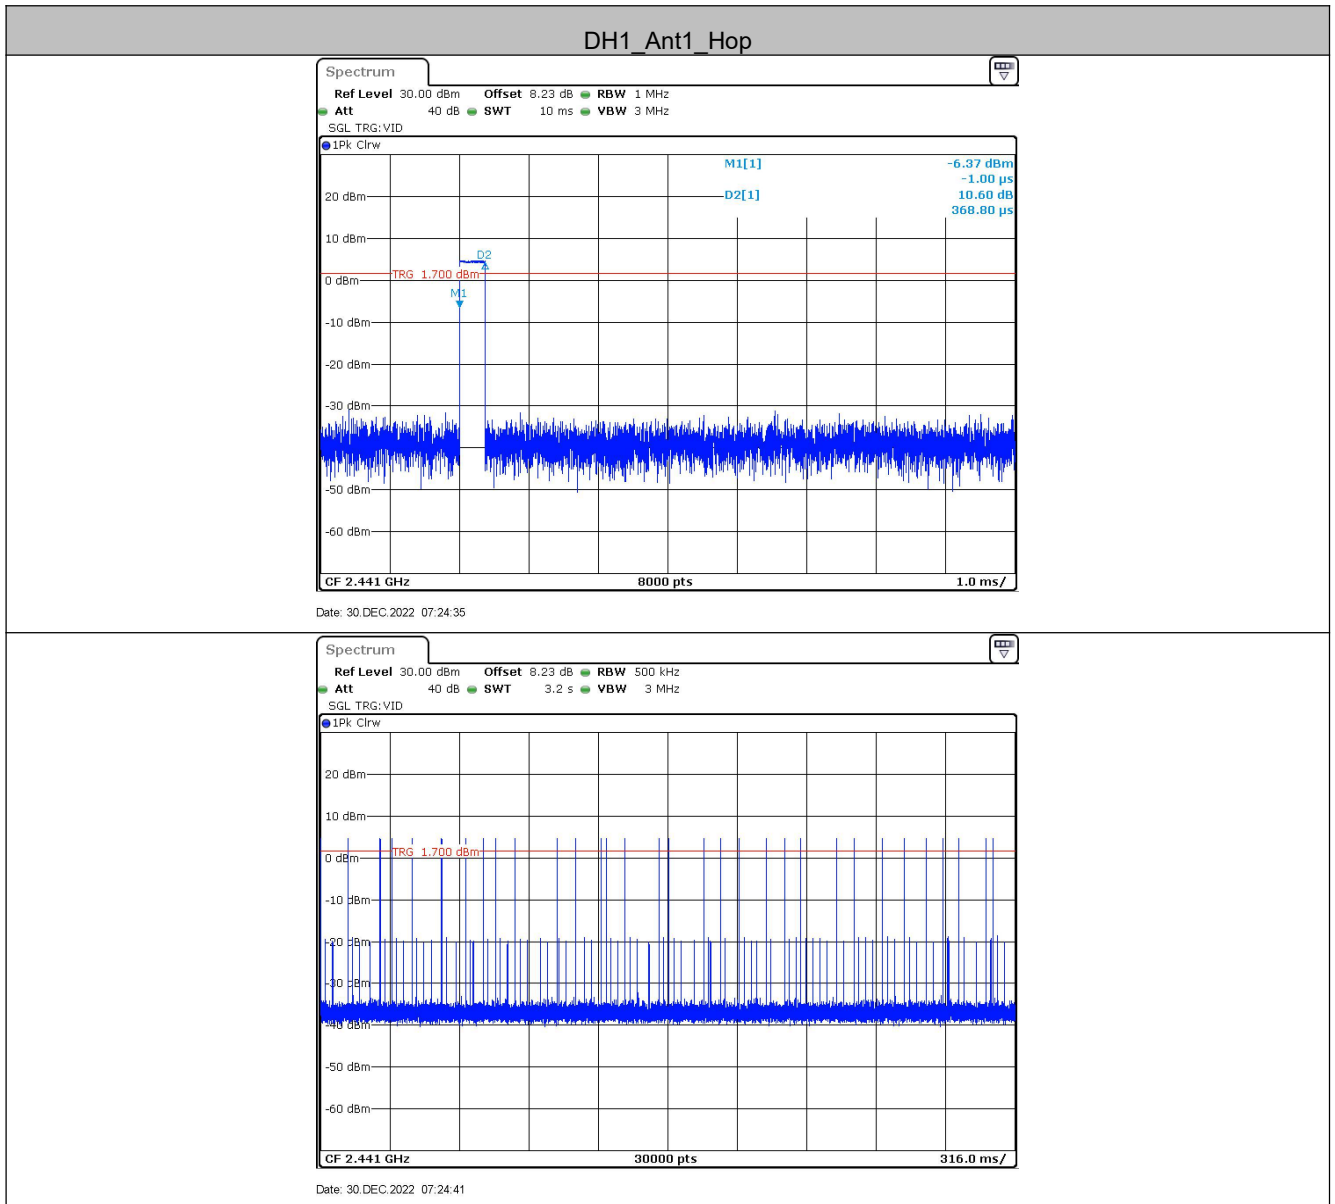 DH1_Ant1_Hop
Spectrum
Ref Level 30.00 dBm Offset 8.23 dB RBW 1 MHz
Att 40 dB SWT 10 ms VBW 3 MHz
SGL TRG:VID
1Pk Clrw
M1[1] -6.37 dBm
-1.00 µs
20 dBm
D2[1] 10.60 dB
368.80 µs
10 dBm
D2
TRG 1.700 dBm
0 dBm
M1
-10 dBm
-20 dBm
-30 dBm
-50 dBm
-60 dBm
CF 2.441 GHz 8000 pts 1.0 ms/
Date: 30.DEC.2022 07:24:35
Spectrum
Ref Level 30.00 dBm Offset 8.23 dB RBW 500 kHz
Att 40 dB SWT 3.2 s VBW 3 MHz
SGL TRG:VID
1Pk Clrw
20 dBm
10 dBm
TRG 1.700 dBm
0 dBm
-10 dBm
-20 dBm
-30 dBm
-40 dBm
-50 dBm
-60 dBm
CF 2.441 GHz 30000 pts 316.0 ms/
Date: 30.DEC.2022 07:24:41